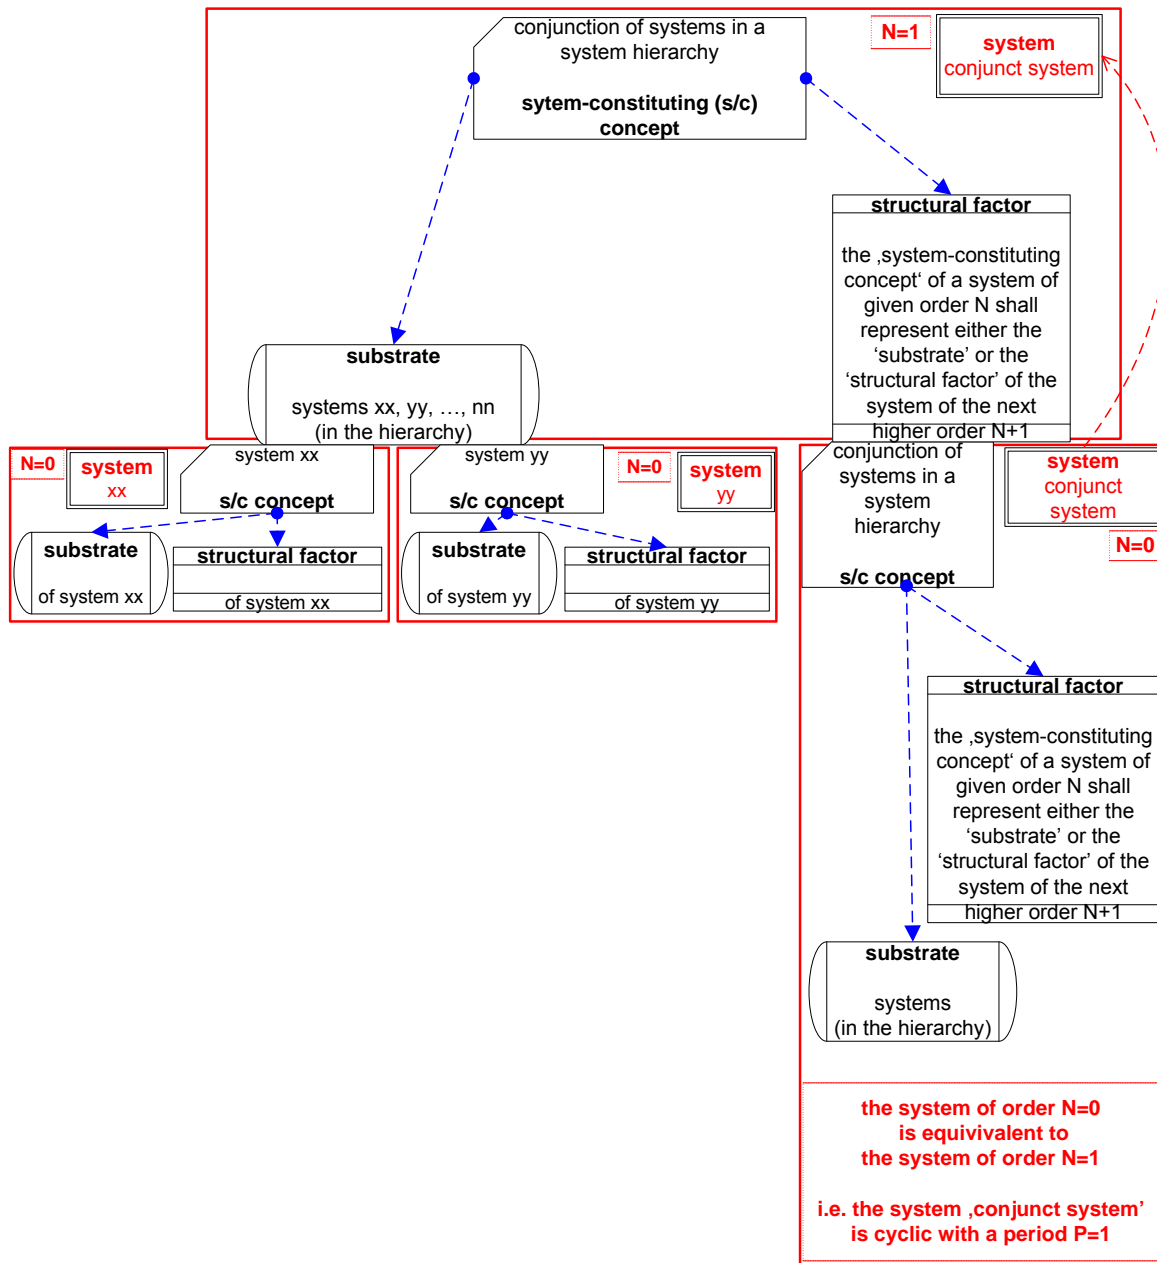 conjunction of systems in a
system hierarchy
sytem-constituting (s/c)
concept
N=1
system
conjunct system
structural factor
the ‚system-constituting
concept‘ of a system of
given order N shall
represent either the
‘substrate’ or the
‘structural factor’ of the
system of the next
higher order N+1
substrate
systems xx, yy, …, nn
(in the hierarchy)
N=0
system
xx
system xx
s/c concept
substrate
of system xx
structural factor
of system xx
system yy
s/c concept
N=0
system
yy
substrate
of system yy
structural factor
of system yy
conjunction of
systems in a
system
hierarchy
s/c concept
system
conjunct
system
N=0
structural factor
the ‚system-constituting
concept‘ of a system of
given order N shall
represent either the
‘substrate’ or the
‘structural factor’ of the
system of the next
higher order N+1
substrate
systems
(in the hierarchy)
the system of order N=0
is equivivalent to
the system of order N=1
i.e. the system ‚conjunct system’
is cyclic with a period P=1